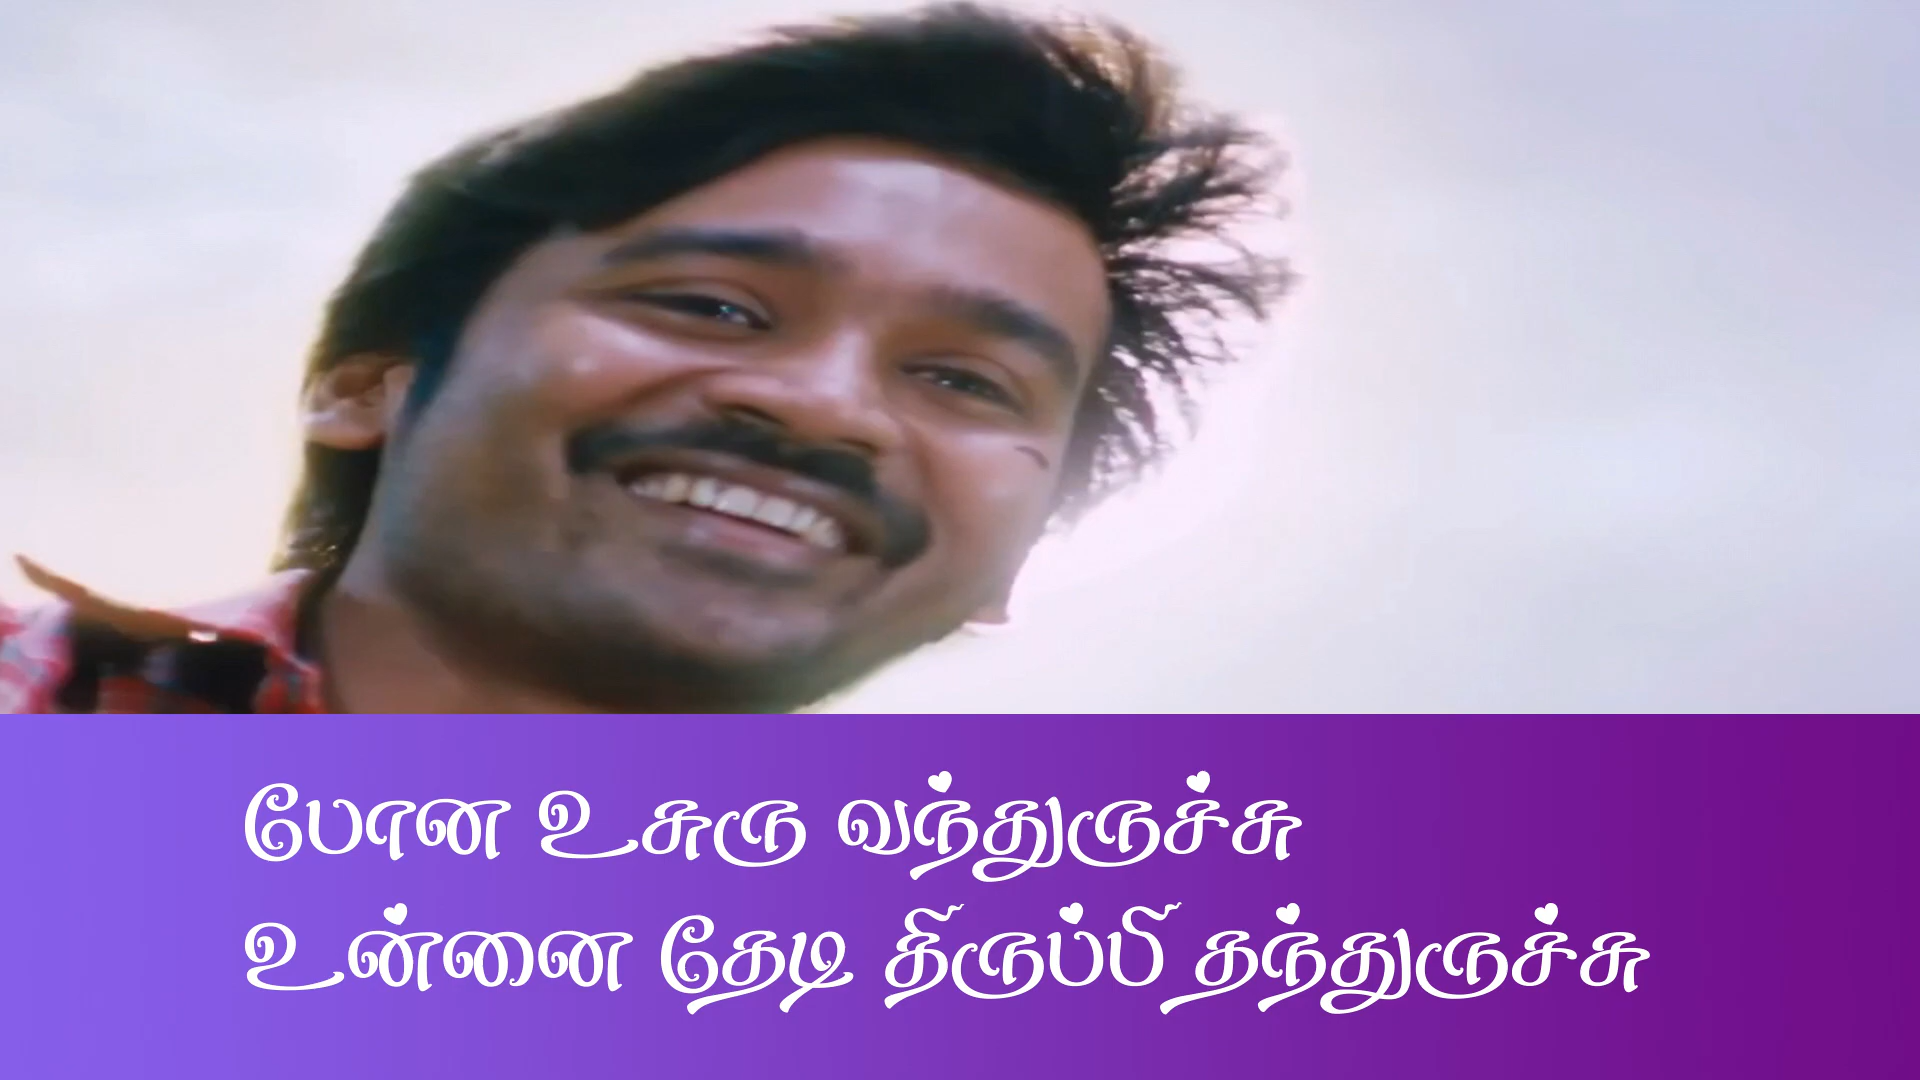 போன உசுரு வந்துருச்சு
உன்னை தேடி திருப்பி தந்துருச்சு